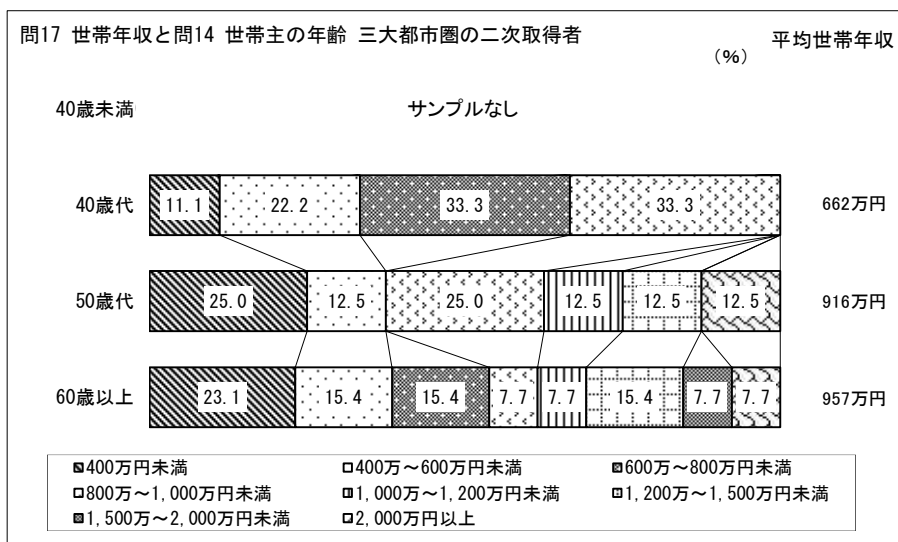 問17 世帯年収と問14 世帯主の年齢 三大都市圏の二次取得者
平均世帯年収
(%)
40歳未満 サンプルなし
40歳代 11.1 22.2 33.3 33.3 662万円
50歳代 25.0 12.5 25.0 12.5 12.5 12.5 916万円
60歳以上 23.1 15.4 15.4 7.7 7.7 15.4 7.7 7.7 957万円
400万円未満 400万～600万円未満 600万～800万円未満
800万～1,000万円未満 1,000万～1,200万円未満 1,200万～1,500万円未満
1,500万～2,000万円未満 2,000万円以上